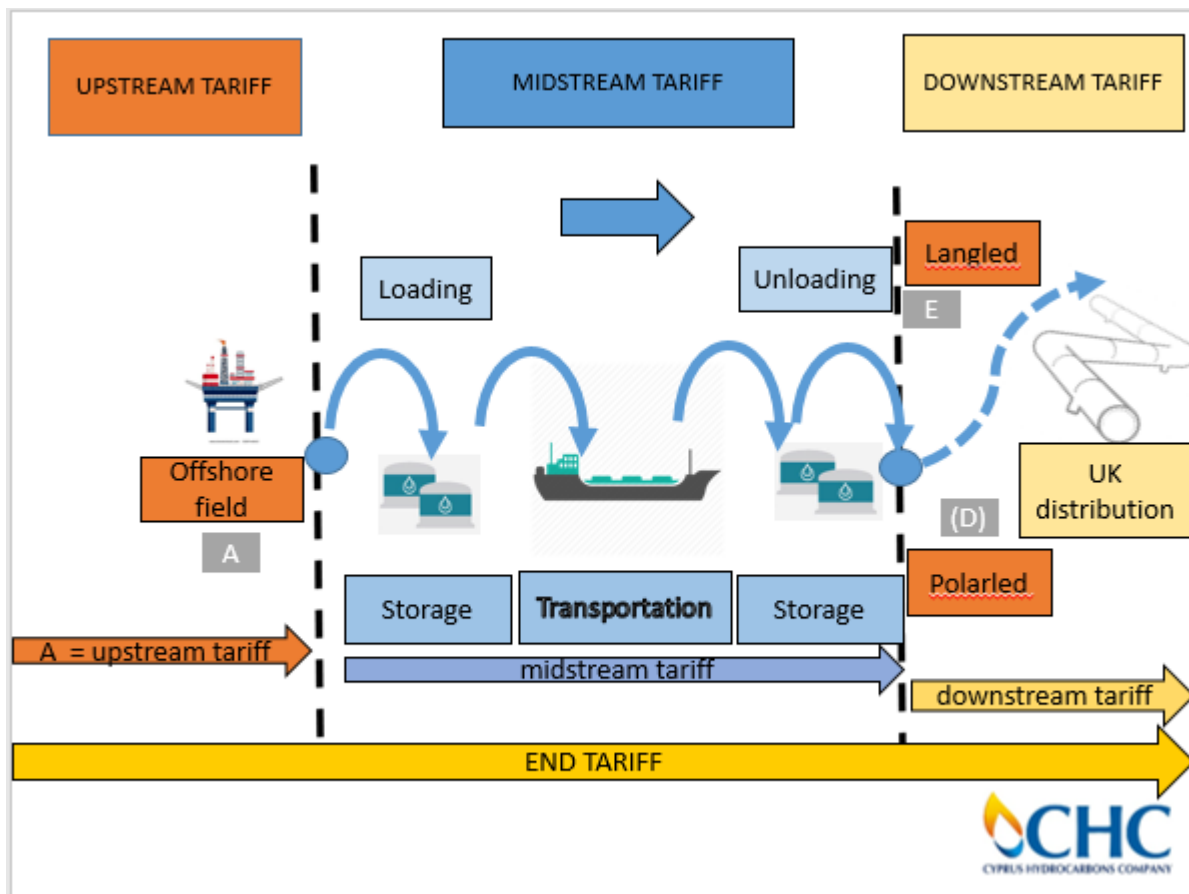 UPSTREAM TARIFF
MIDSTREAM TARIFF
DOWNSTREAM TARIFF
Langled
Loading
Unloading
E
Offshore
field
A
UK
distribution
(D)
Polarled
Storage
Transportation
Storage
A = upstream tariff
midstream tariff
downstream tariff
END TARIFF
CHC
CYPRUS HYDROCARBONS COMPANY